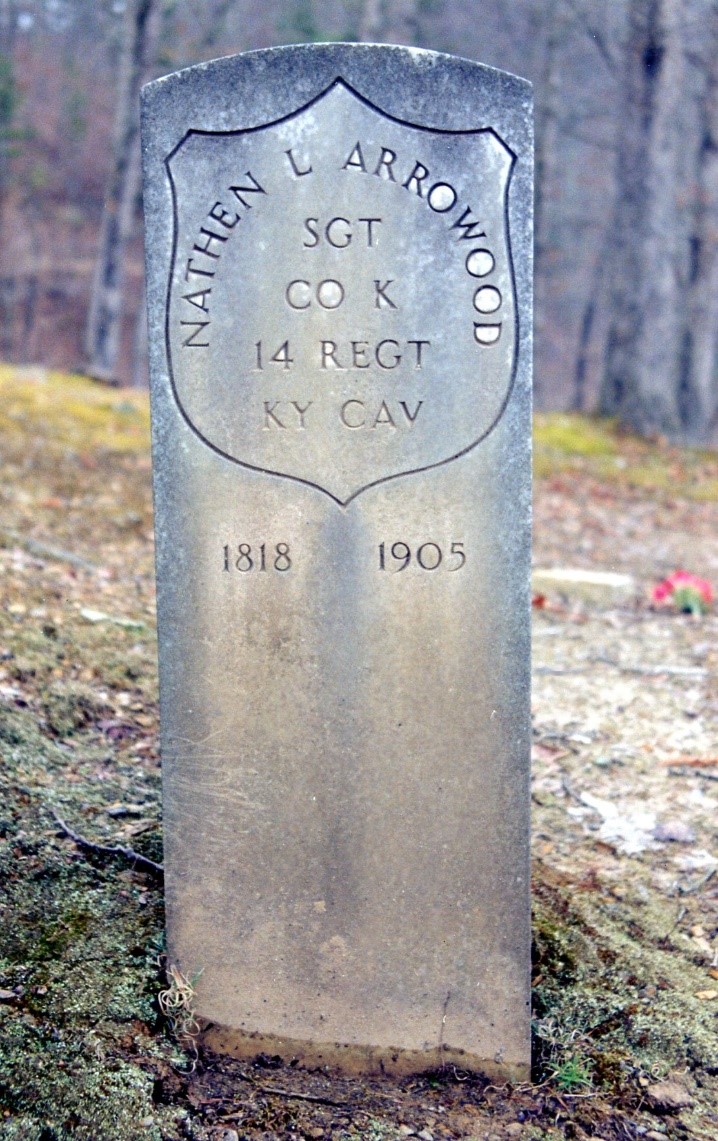 NATHEN L ARROWOOD
SGT
CO K
14 REGT
KY CAV
1818 1905